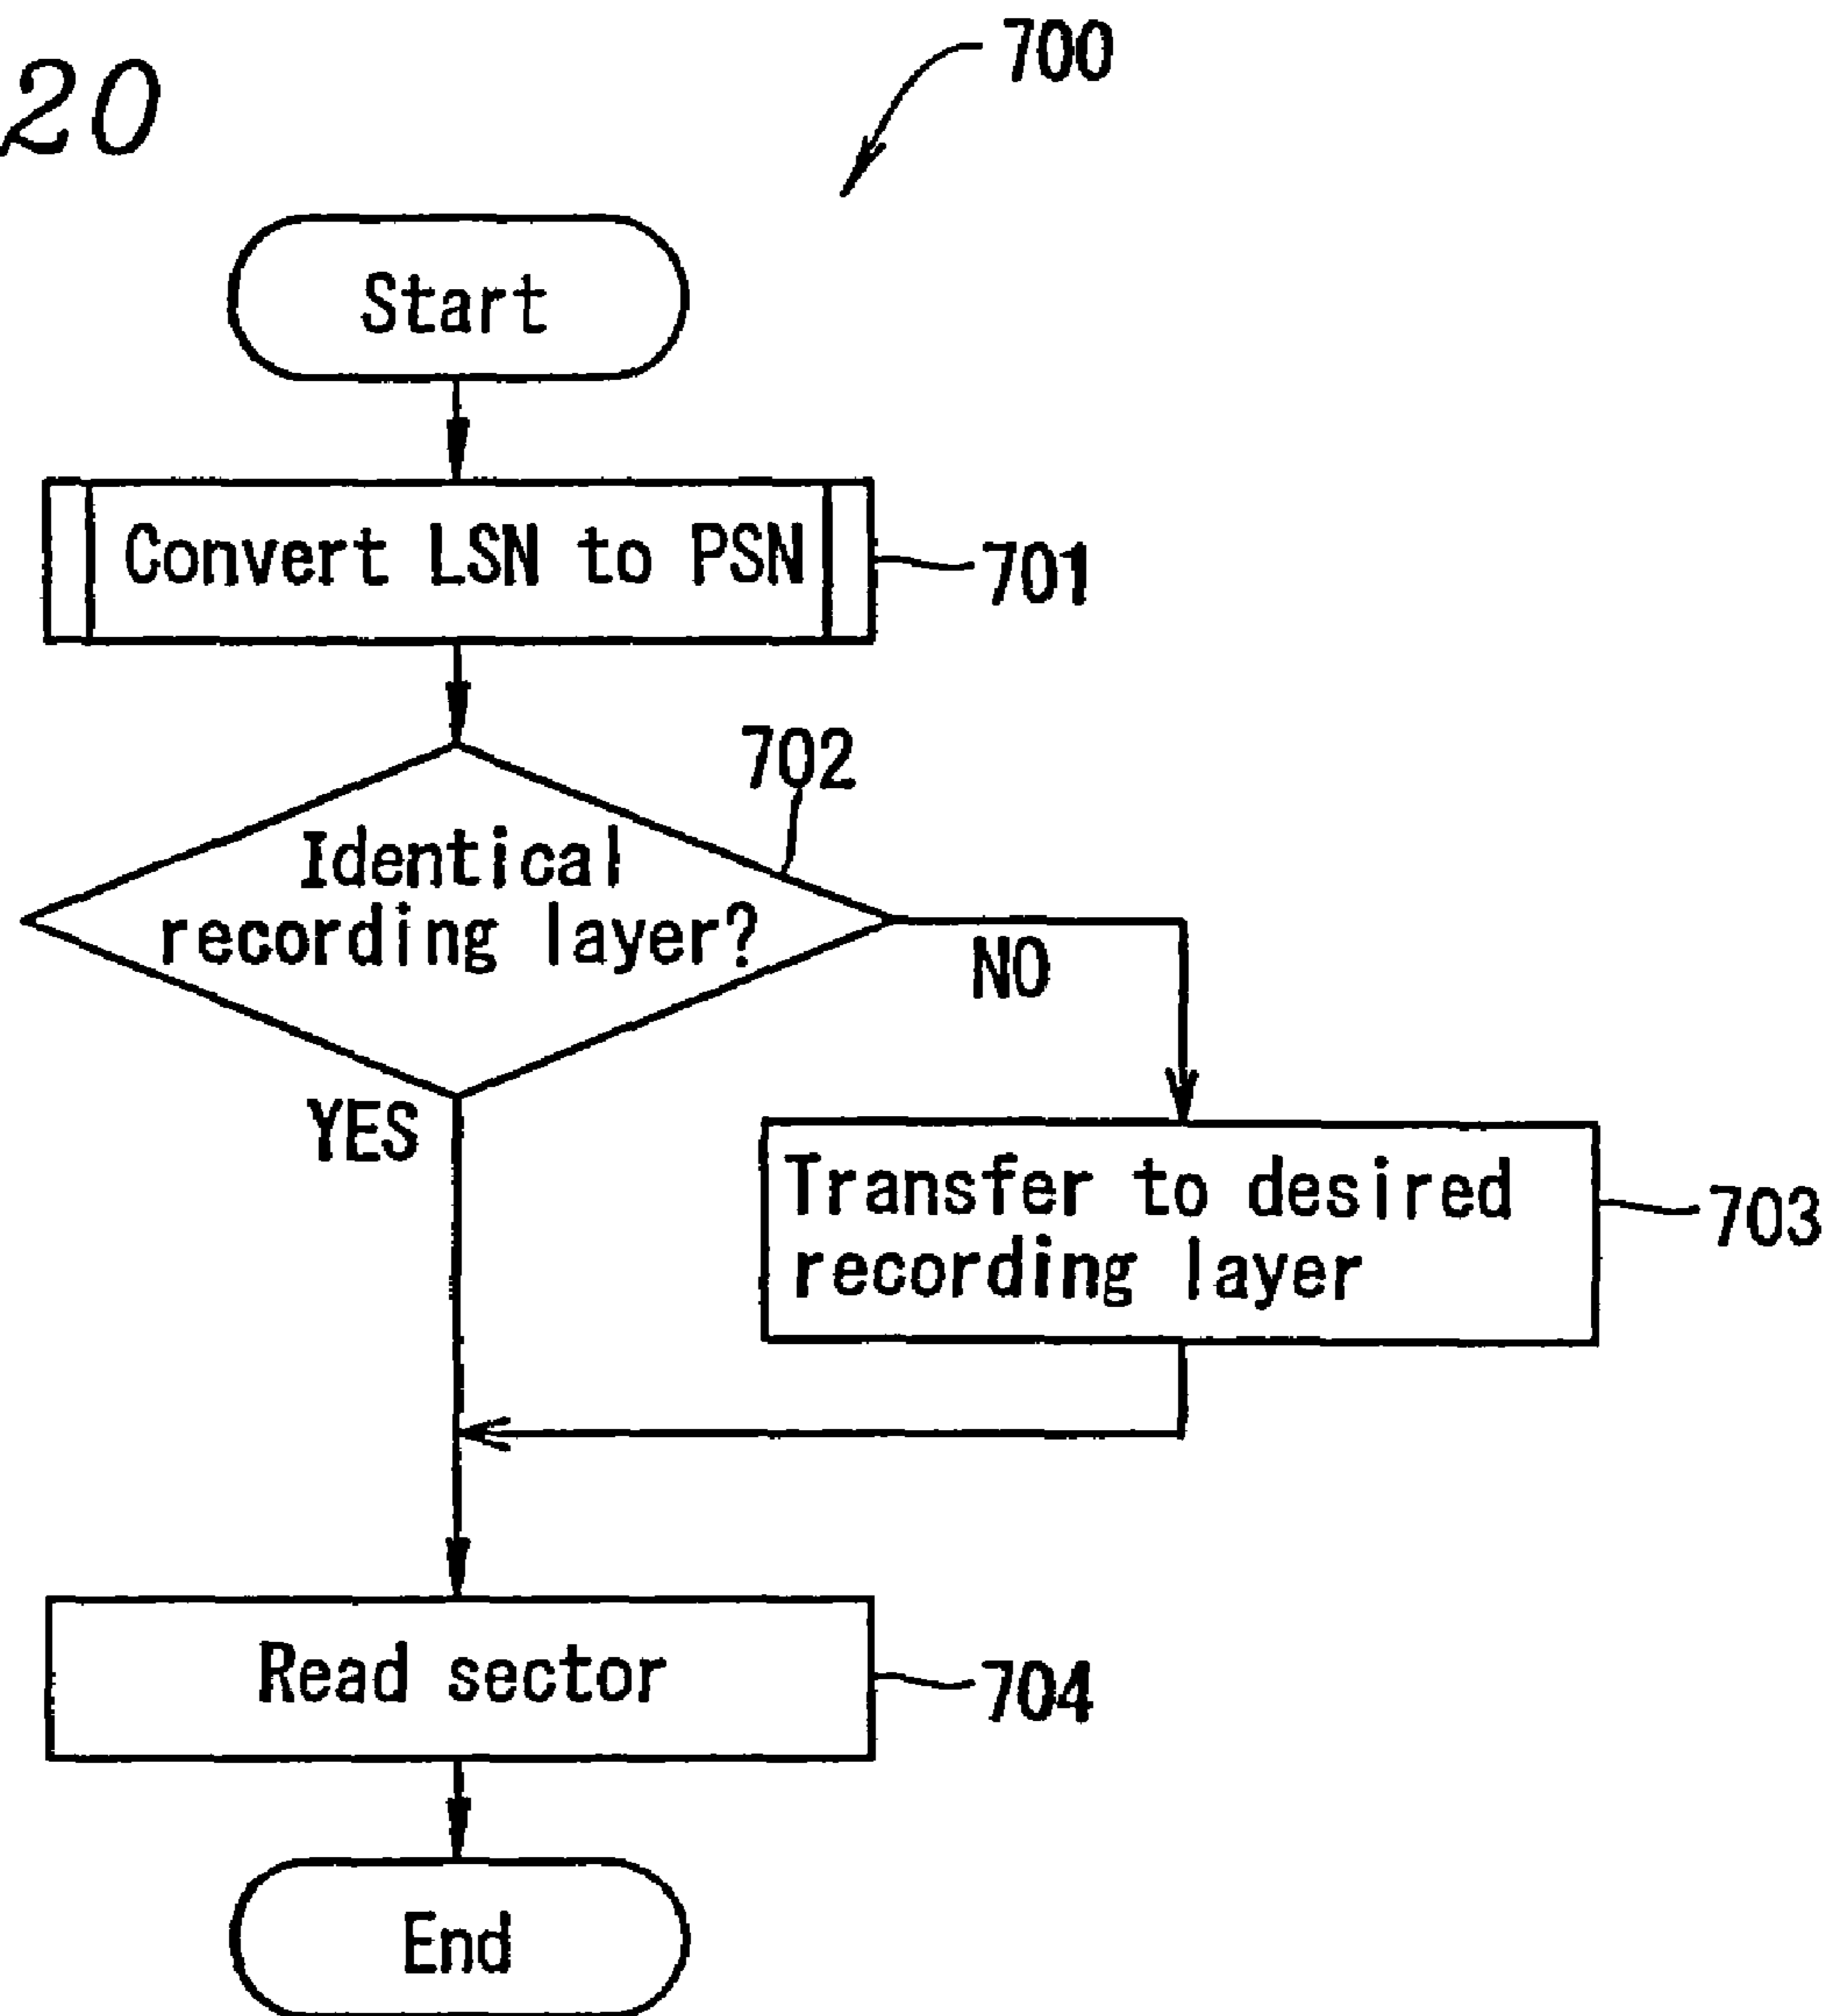 20
700
Start
Convert LSN to PSN
701
702
Identical
recording layer?
NO
YES
Transfer to desired
recording layer
703
Read sector
704
End